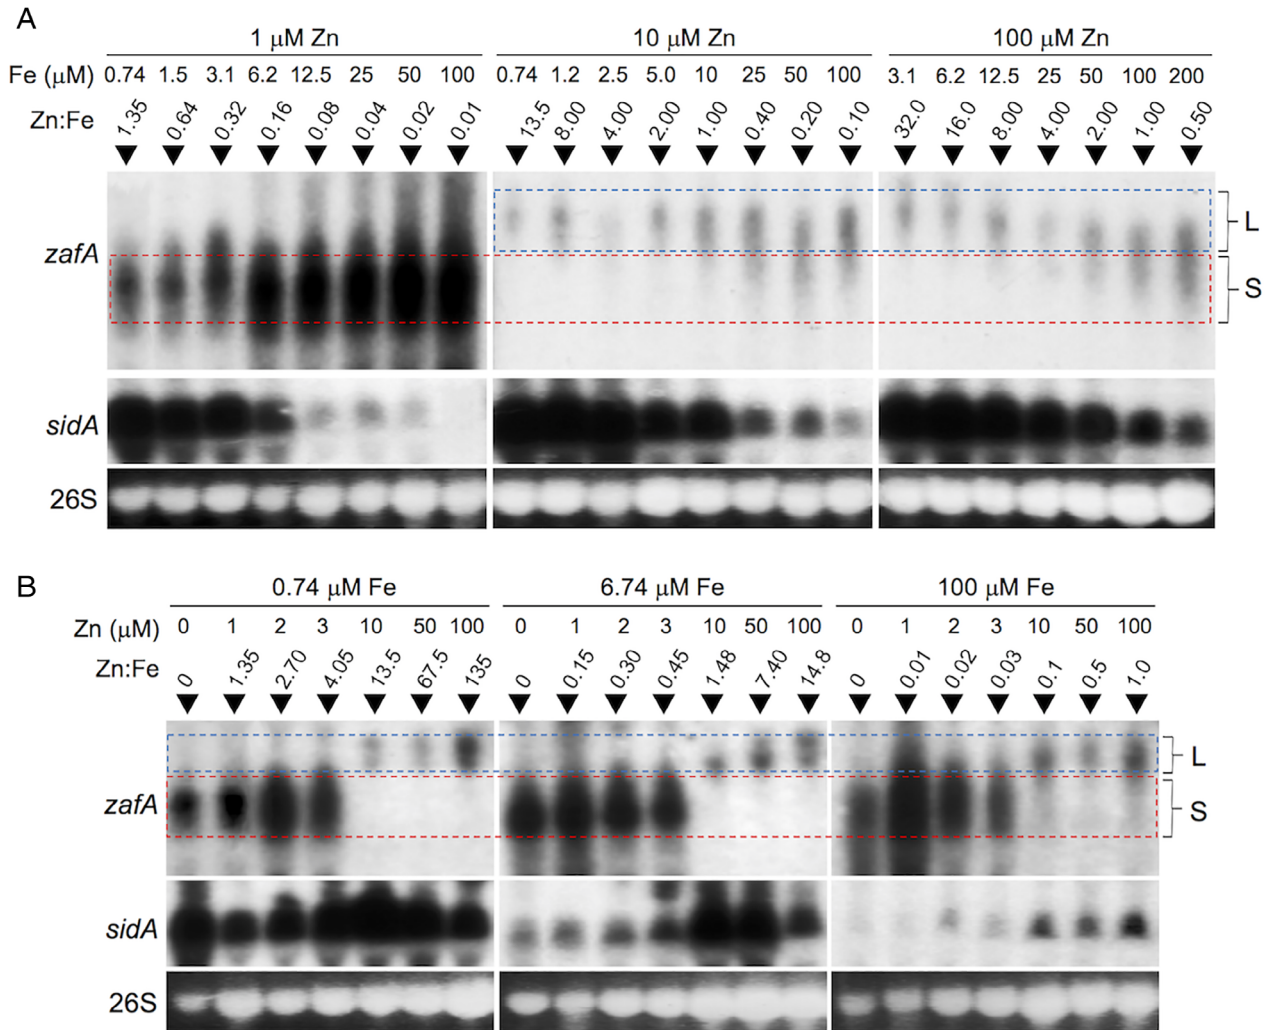 A
1 μM Zn 10 μM Zn 100 μM Zn
Fe (μM) 0.74 1.5 3.1 6.2 12.5 25 50 100 0.74 1.2 2.5 5.0 10 25 50 100 3.1 6.2 12.5 25 50 100 200
Zn:Fe 1.35 0.64 0.32 0.16 0.08 0.04 0.02 0.01 13.5 8.00 4.00 2.00 1.00 0.40 0.20 0.10 32.0 16.0 8.00 4.00 2.00 1.00 0.50
L
zafA
S
sidA
26S
B
0.74 μM Fe 6.74 μM Fe 100 μM Fe
Zn (μM) 0 1 2 3 10 50 100 0 1 2 3 10 50 100 0 1 2 3 10 50 100
Zn:Fe 0 1.35 2.70 4.05 13.5 67.5 135 0 0.15 0.30 0.45 1.48 7.40 14.8 0 0.01 0.02 0.03 0.1 0.5 1.0
L
zafA
S
sidA
26S